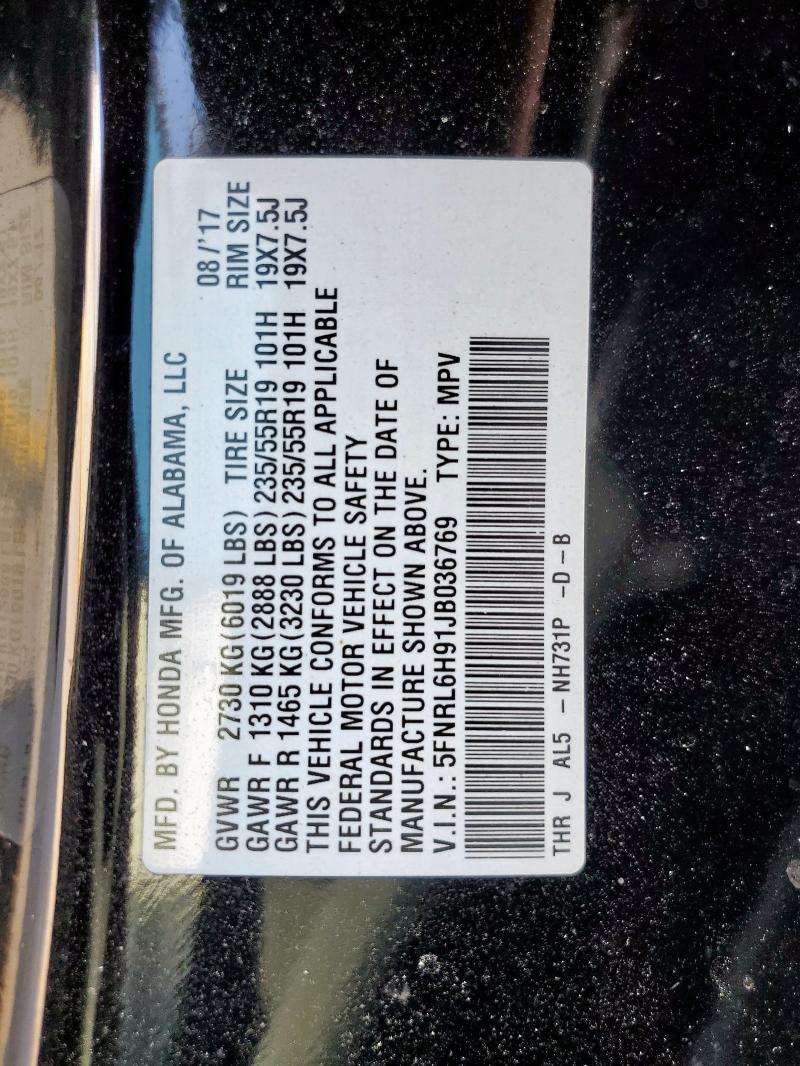 MFD. BY HONDA MFG. OF ALABAMA, LLC
08/'17
GVWR 2730 KG(6019 LBS) TIRE SIZE RIM SIZE
GAWR F 1310 KG(2888 LBS) 235/55R19 101H 19X7.5J
GAWR R 1465 KG(3230 LBS) 235/55R19 101H 19X7.5J
THIS VEHICLE CONFORMS TO ALL APPLICABLE
FEDERAL MOTOR VEHICLE SAFETY
STANDARDS IN EFFECT ON THE DATE OF
MANUFACTURE SHOWN ABOVE.
V.I.N.: 5FNRL6H91JB036769 TYPE: MPV
THR J AL5 -NH731P -D-B